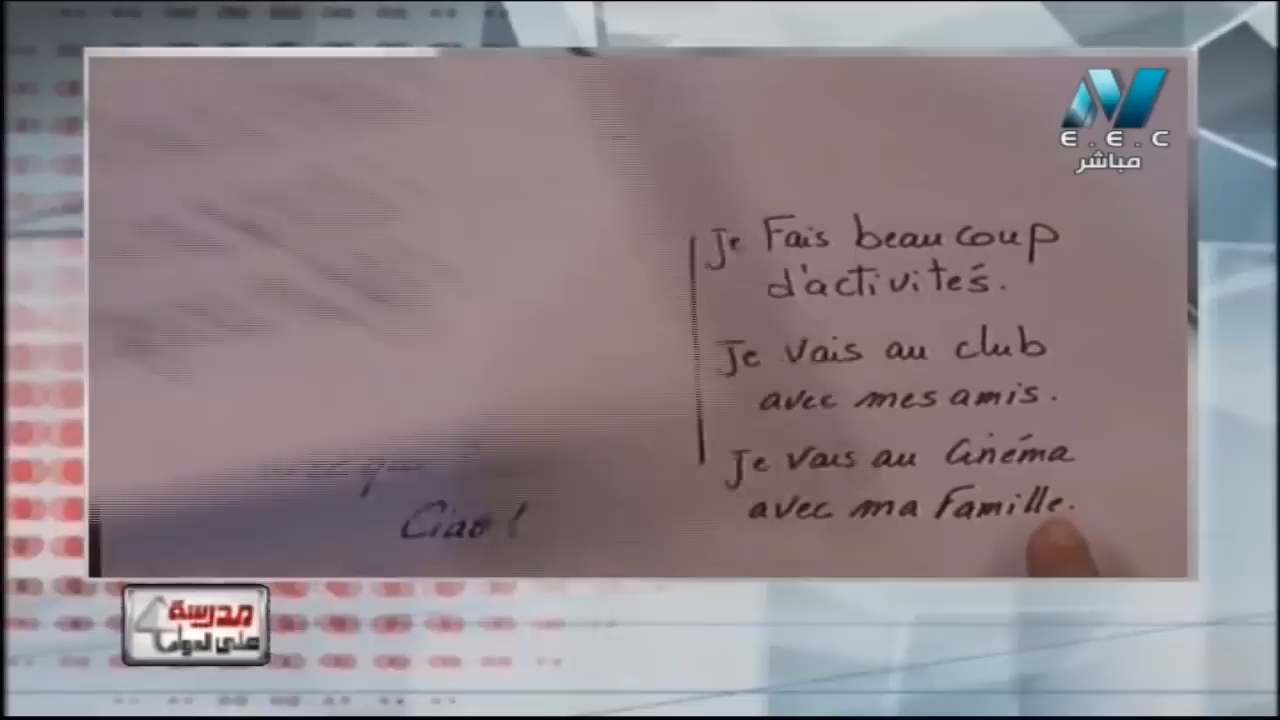 E.E.C
مباشر
Je Fais beaucoup
d'activités.
Je vais au club
avec mes amis.
Je vais au Cinéma
avec ma Famille.
Ciao !
مدرسة
على الهواء